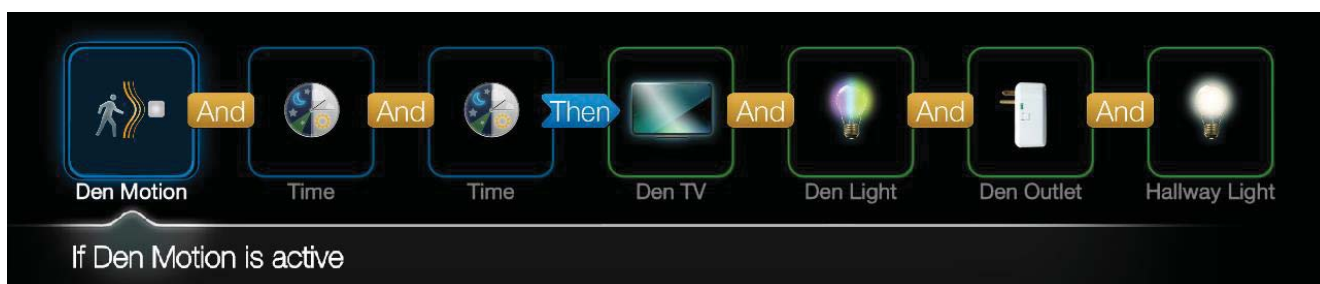 And And Then And And And
Den Motion Time Time Den TV Den Light Den Outlet Hallway Light
If Den Motion is active